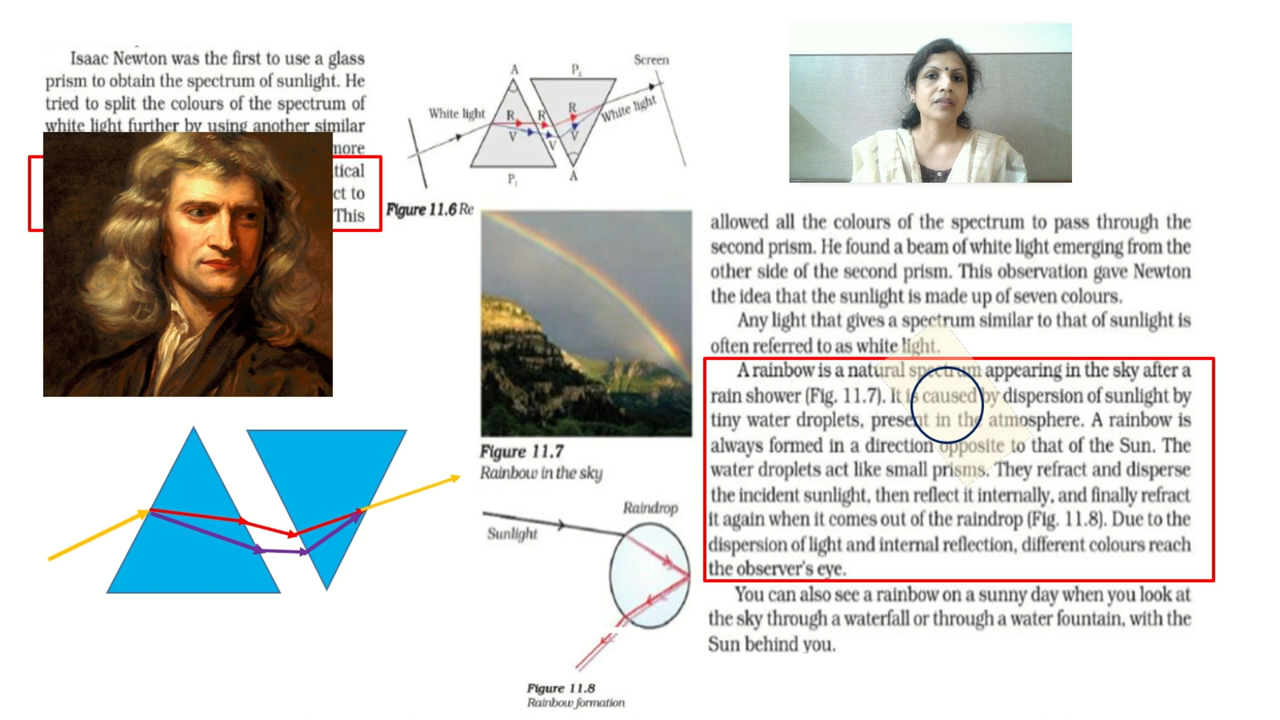 Isaac Newton was the first to use a glass
prism to obtain the spectrum of sunlight. He
tried to split the colours of the spectrum of
white light further by using another similar
more
tical
ct to
This
A
P₂
Screen
White light
R
R
R
White light
V
V
V
P₁
A
Figure 11.6 Re
Figure 11.7
Rainbow in the sky
Raindrop
Sunlight
Figure 11.8
Rainbow formation
allowed all the colours of the spectrum to pass through the
second prism. He found a beam of white light emerging from the
other side of the second prism. This observation gave Newton
the idea that the sunlight is made up of seven colours.
Any light that gives a spectrum similar to that of sunlight is
often referred to as white light.
A rainbow is a natural spectrum appearing in the sky after a
rain shower (Fig. 11.7). It is caused by dispersion of sunlight by
tiny water droplets, present in the atmosphere. A rainbow is
always formed in a direction opposite to that of the Sun. The
water droplets act like small prisms. They refract and disperse
the incident sunlight, then reflect it internally, and finally refract
it again when it comes out of the raindrop (Fig. 11.8). Due to the
dispersion of light and internal reflection, different colours reach
the observer's eye.
You can also see a rainbow on a sunny day when you look at
the sky through a waterfall or through a water fountain, with the
Sun behind you.